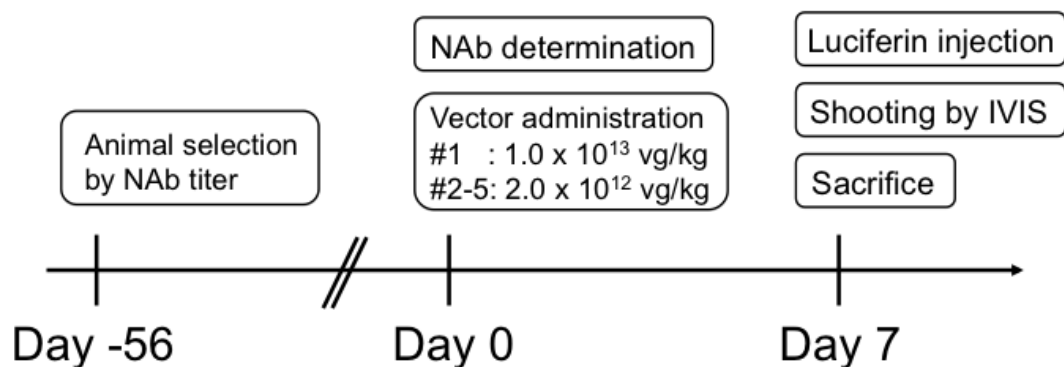 Animal selection
by NAb titer
NAb determination
Vector administration
#1 : 1.0 x 10¹³ vg/kg
#2-5: 2.0 x 10¹² vg/kg
Luciferin injection
Shooting by IVIS
Sacrifice
Day -56
Day 0
Day 7